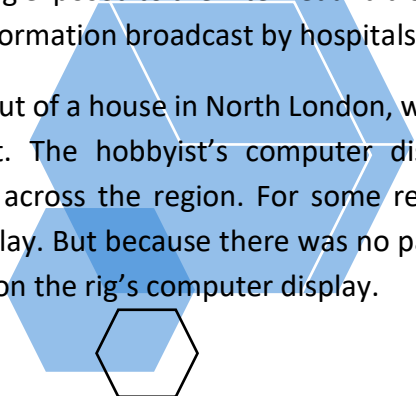 ormation broadcast by hospitals
ut of a house in North London, w
t. The hobbyist’s computer dis
across the region. For some re
lay. But because there was no pa
on the rig’s computer display.